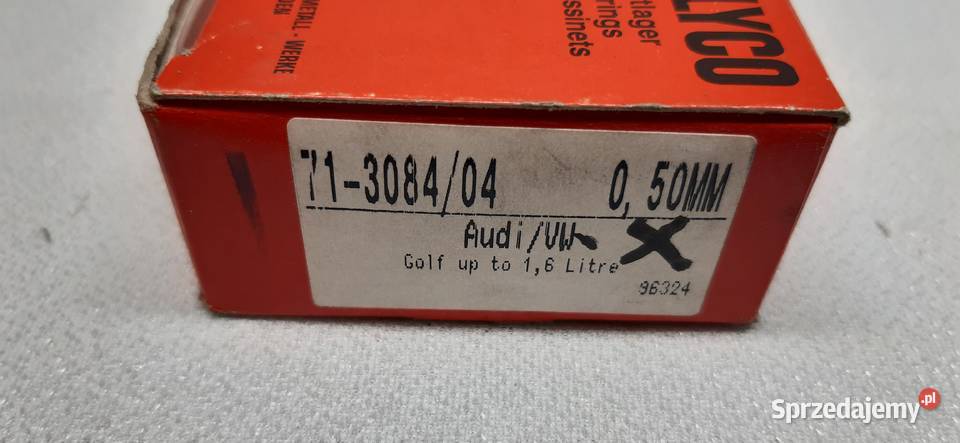 LYCO
tlager
rings
ssinets
METALL - WERKE
EN
71-3084/04 0,50MM
Audi/VW
X
Golf up to 1,6 Litre
96324
Sprzedajemy.pl